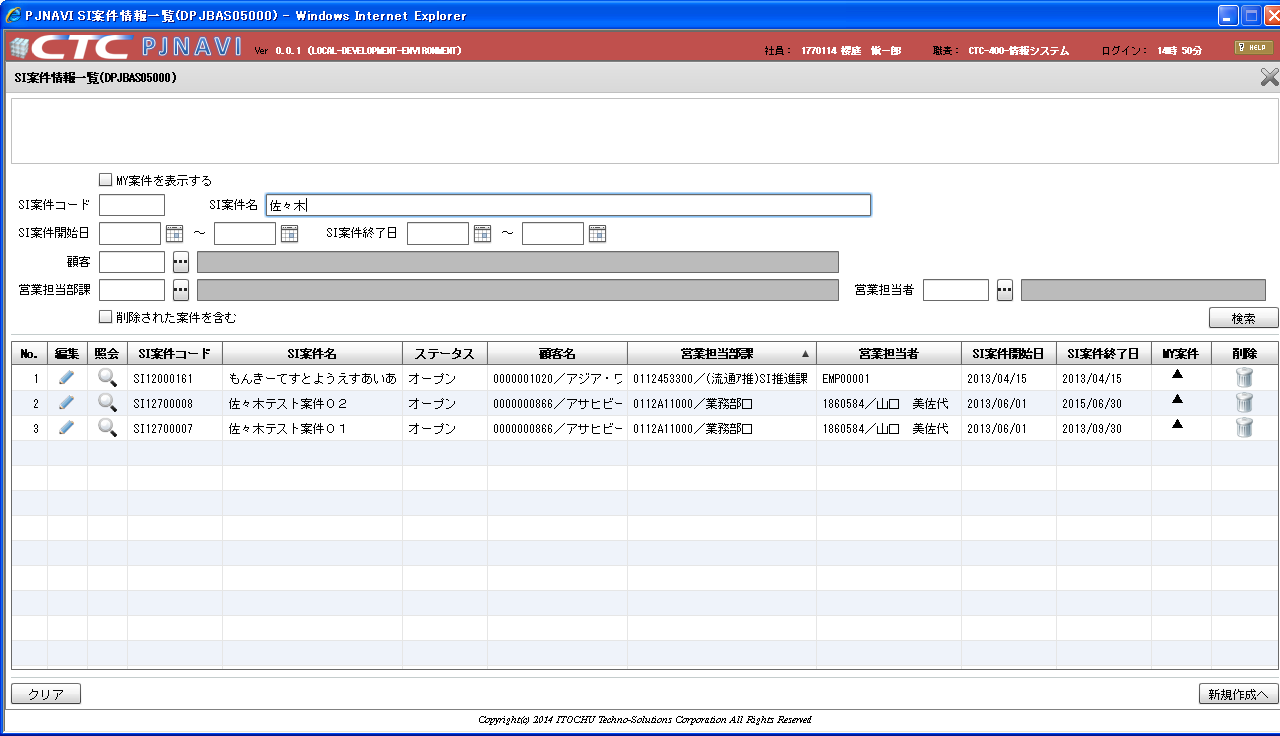 PJNAVI SI案件情報一覧(DPJBAS05000) - Windows Internet Explorer
CTC PJNAVI Ver 0.0.1 (LOCAL-DEVELOPMENT-ENVIRONMENT) 社員： 1770114 櫻庭 愼一郎 職責： CTC-400-情報システム ログイン： 14時 50分 ? HELP
SI案件情報一覧(DPJBAS05000)
MY案件を表示する
SI案件コード SI案件名 佐々木
SI案件開始日 ～ SI案件終了日 ～
顧客 ...
営業担当部課 ... 営業担当者 ...
削除された案件を含む 検索
No. 編集 照会 SI案件コード SI案件名 ステータス 顧客名 営業担当部課 ▲ 営業担当者 SI案件開始日 SI案件終了日 MY案件 削除
1 SI12000161 もんきーてすとようえすあいあ オープン 0000001020／アジア・ワ 0112453300／(流通ｱ推)SI推進課 EMP00001 2013/04/15 2013/04/15 ▲
2 SI12700008 佐々木テスト案件０２ オープン 0000000866／アサヒビー 0112A11000／業務部□ 1860584／山口 美佐代 2013/06/01 2015/06/30 ▲
3 SI12700007 佐々木テスト案件０１ オープン 0000000866／アサヒビー 0112A11000／業務部□ 1860584／山口 美佐代 2013/06/01 2013/09/30 ▲
クリア 新規作成へ
Copyright(c) 2014 ITOCHU Techno-Solutions Corporation All Rights Reserved